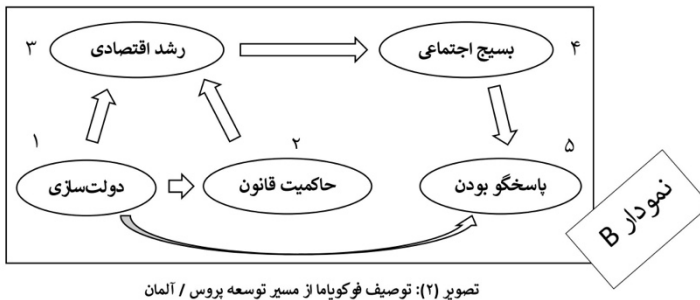 ۳ رشد اقتصادی
بسیج اجتماعی ۴
۱
۲
۵
دولت‌سازی
حاکمیت قانون
پاسخگو بودن
نمودار B
تصویر (۲): توصیف فوکویاما از مسیر توسعه پروس / آلمان